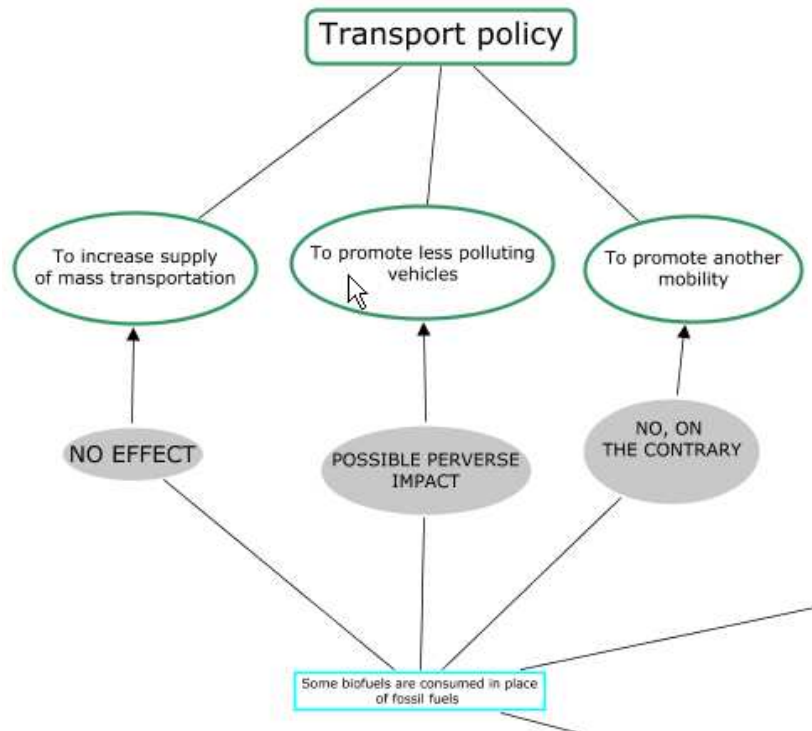 Transport policy
To increase supply
of mass transportation
To promote less polluting
vehicles
To promote another
mobility
NO EFFECT
POSSIBLE PERVERSE
IMPACT
NO, ON
THE CONTRARY
Some biofuels are consumed in place
of fossil fuels